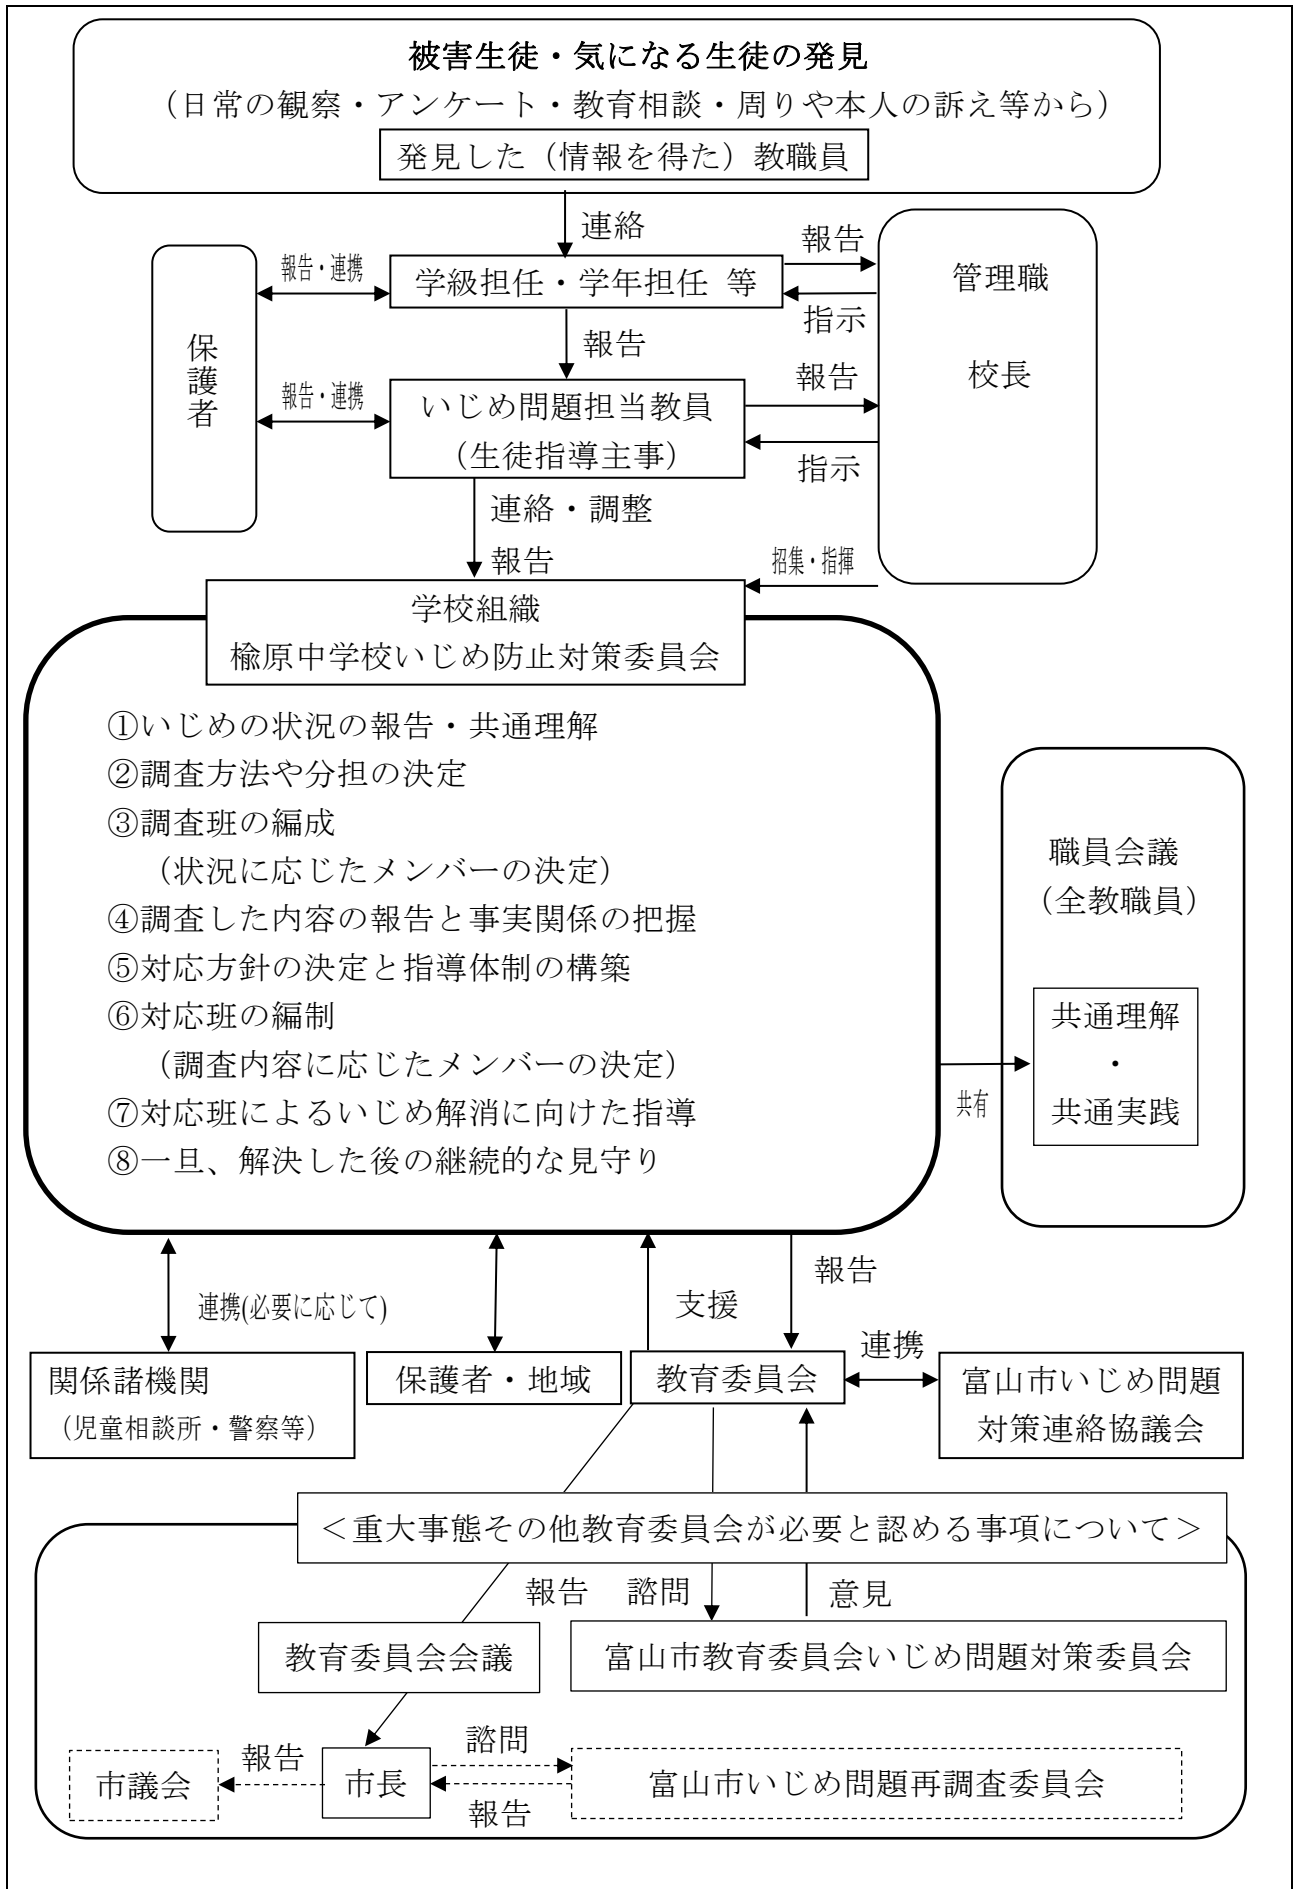 被害生徒・気になる生徒の発見
（日常の観察・アンケート・教育相談・周りや本人の訴え等から）
発見した（情報を得た）教職員
連絡
報告
報告・連携
学級担任・学年担任 等
管理職
指示
保護者
報告
報告
校長
報告・連携
いじめ問題担当教員
（生徒指導主事）
指示
連絡・調整
報告
招集・指揮
学校組織
楡原中学校いじめ防止対策委員会
①いじめの状況の報告・共通理解
②調査方法や分担の決定
③調査班の編成
（状況に応じたメンバーの決定）
④調査した内容の報告と事実関係の把握
⑤対応方針の決定と指導体制の構築
⑥対応班の編制
（調査内容に応じたメンバーの決定）
⑦対応班によるいじめ解消に向けた指導
⑧一旦、解決した後の継続的な見守り
職員会議
（全教職員）
共通理解
・
共通実践
共有
報告
連携(必要に応じて)
支援
連携
関係諸機関
（児童相談所・警察等）
保護者・地域
教育委員会
富山市いじめ問題
対策連絡協議会
＜重大事態その他教育委員会が必要と認める事項について＞
報告
諮問
意見
教育委員会会議
富山市教育委員会いじめ問題対策委員会
諮問
報告
市議会
市長
富山市いじめ問題再調査委員会
報告